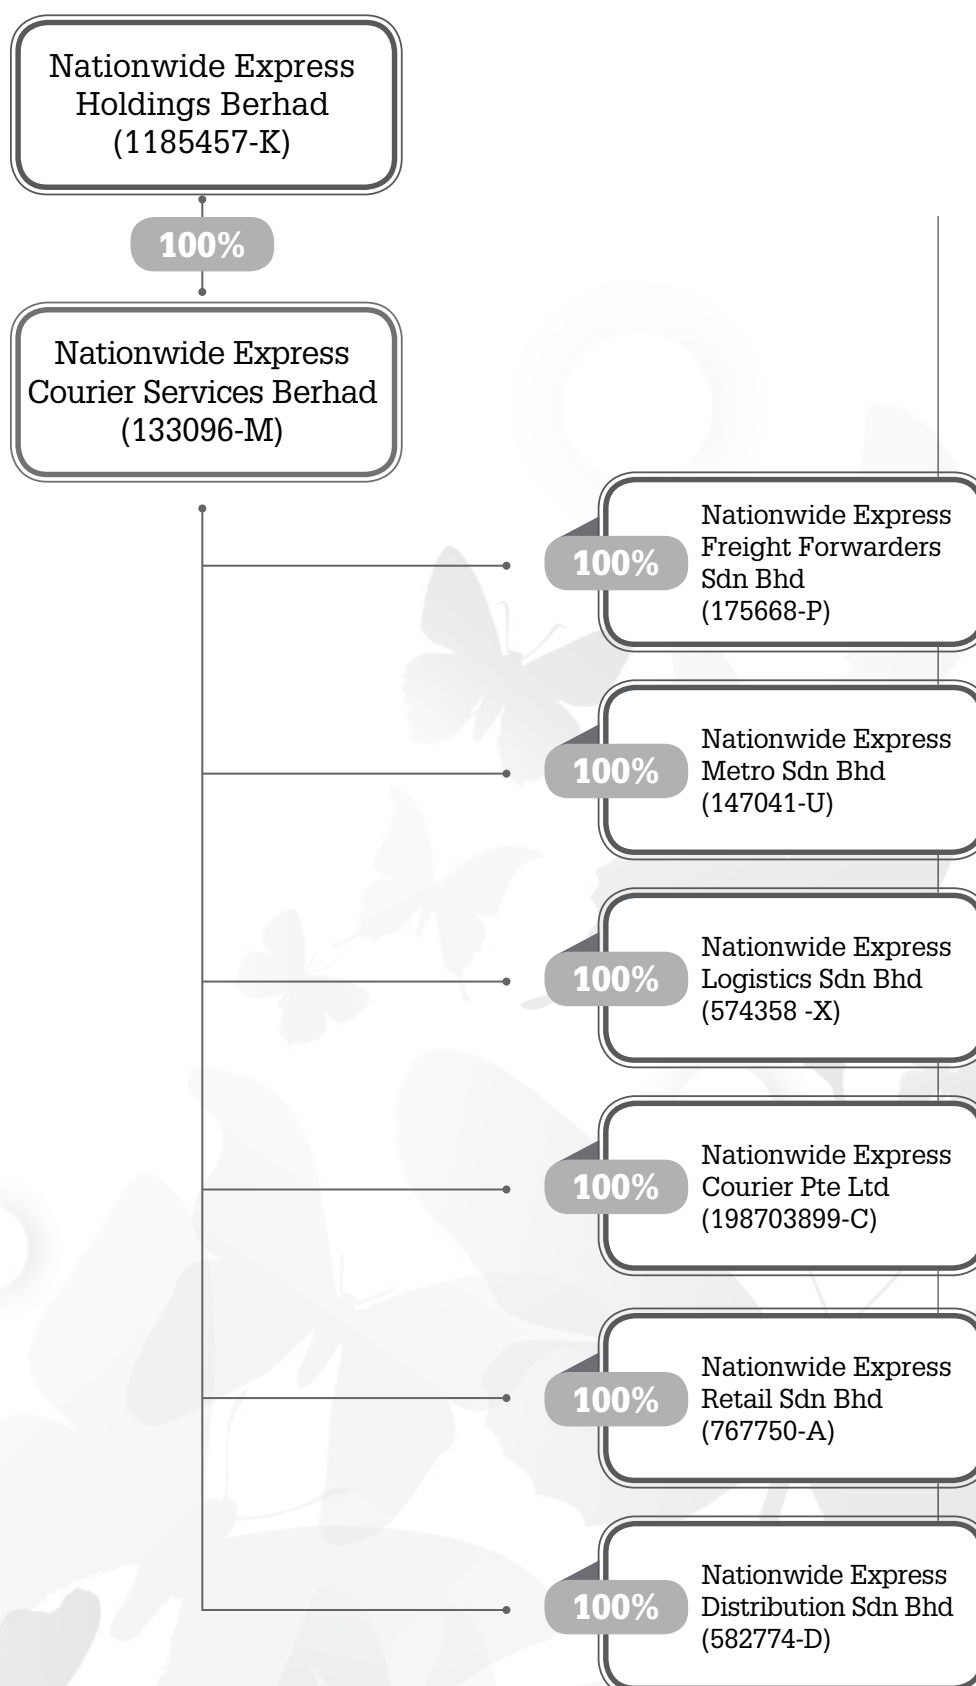 Nationwide Express
Holdings Berhad
(1185457-K)
100%
Nationwide Express
Courier Services Berhad
(133096-M)
100%
Nationwide Express
Freight Forwarders
Sdn Bhd
(175668-P)
100%
Nationwide Express
Metro Sdn Bhd
(147041-U)
100%
Nationwide Express
Logistics Sdn Bhd
(574358 -X)
100%
Nationwide Express
Courier Pte Ltd
(198703899-C)
100%
Nationwide Express
Retail Sdn Bhd
(767750-A)
100%
Nationwide Express
Distribution Sdn Bhd
(582774-D)